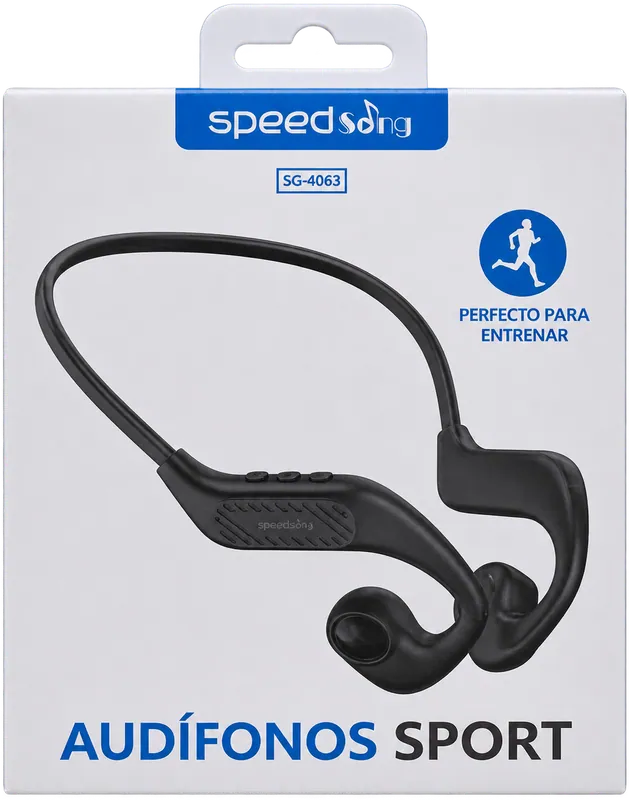 speedsong
SG-4063
PERFECTO PARA
ENTRENAR
speedsong
AUDÍFONOS SPORT